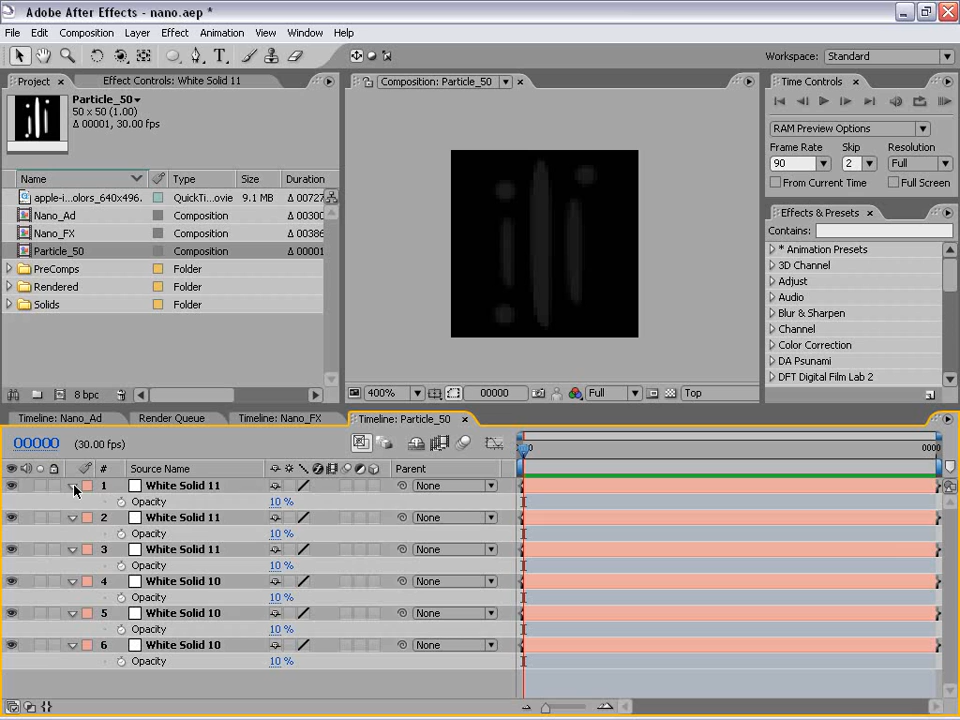 Adobe After Effects - nano.aep *
File Edit Composition Layer Effect Animation View Window Help
Workspace: Standard
Project Effect Controls: White Solid 11
Particle_50
50 x 50 (1.00)
Δ 00001, 30.00 fps
Name Type Size Duration
apple-i...olors_640x496. QuickTi...ovie 9.1 MB Δ 00727
Nano_Ad Composition Δ 00300
Nano_FX Composition Δ 00386
Particle_50 Composition Δ 00001
PreComps Folder
Rendered Folder
Solids Folder
8 bpc
Composition: Particle_50
400% 00000 Full Top
Time Controls
RAM Preview Options
Frame Rate Skip Resolution
90 2 Full
From Current Time Full Screen
Effects & Presets
Contains:
* Animation Presets
3D Channel
Adjust
Audio
Blur & Sharpen
Channel
Color Correction
DA Psunami
DFT Digital Film Lab 2
Timeline: Nano_Ad Render Queue Timeline: Nano_FX Timeline: Particle_50
00000 (30.00 fps)
0 0000
# Source Name Parent
1 White Solid 11 None
Opacity 10 %
2 White Solid 11 None
Opacity 10 %
3 White Solid 11 None
Opacity 10 %
4 White Solid 10 None
Opacity 10 %
5 White Solid 10 None
Opacity 10 %
6 White Solid 10 None
Opacity 10 %